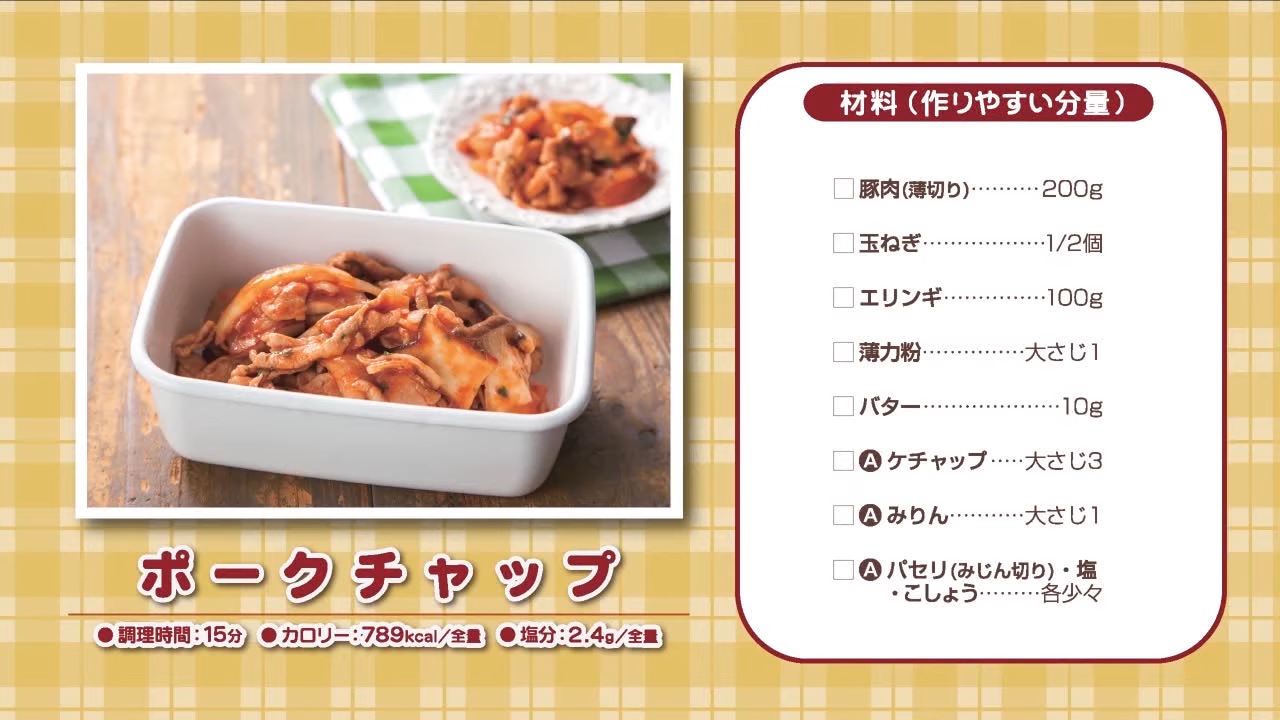 ポークチャップ
●調理時間:15分 ●カロリー:789kcal/全量 ●塩分:2.4g/全量
材料(作りやすい分量)
□豚肉(薄切り)‥‥‥‥‥200g
□玉ねぎ‥‥‥‥‥‥‥‥‥1/2個
□エリンギ‥‥‥‥‥‥‥100g
□薄力粉‥‥‥‥‥‥‥大さじ1
□バター‥‥‥‥‥‥‥‥‥‥10g
□Aケチャップ‥‥・大さじ3
□Aみりん‥‥‥‥‥・大さじ1
□Aパセリ(みじん切り)・塩
・こしょう‥‥‥‥・各少々